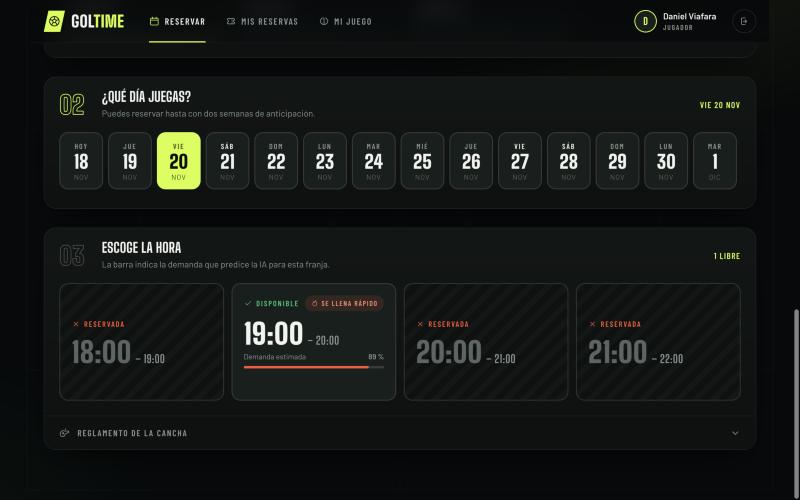 GOLTIME
RESERVAR
MIS RESERVAS
MI JUEGO
D
Daniel Viafara
JUGADOR
02
¿QUÉ DÍA JUEGAS?
Puedes reservar hasta con dos semanas de anticipación.
VIE 20 NOV
HOY JUE VIE SÁB DOM LUN MAR MIÉ JUE VIE SÁB DOM LUN MAR
18 19 20 21 22 23 24 25 26 27 28 29 30 1
NOV NOV NOV NOV NOV NOV NOV NOV NOV NOV NOV NOV NOV DIC
03
ESCOGE LA HORA
La barra indica la demanda que predice la IA para esta franja.
1 LIBRE
RESERVADA
18:00 – 19:00
DISPONIBLE
SE LLENA RÁPIDO
19:00 – 20:00
Demanda estimada 89 %
RESERVADA
20:00 – 21:00
RESERVADA
21:00 – 22:00
REGLAMENTO DE LA CANCHA